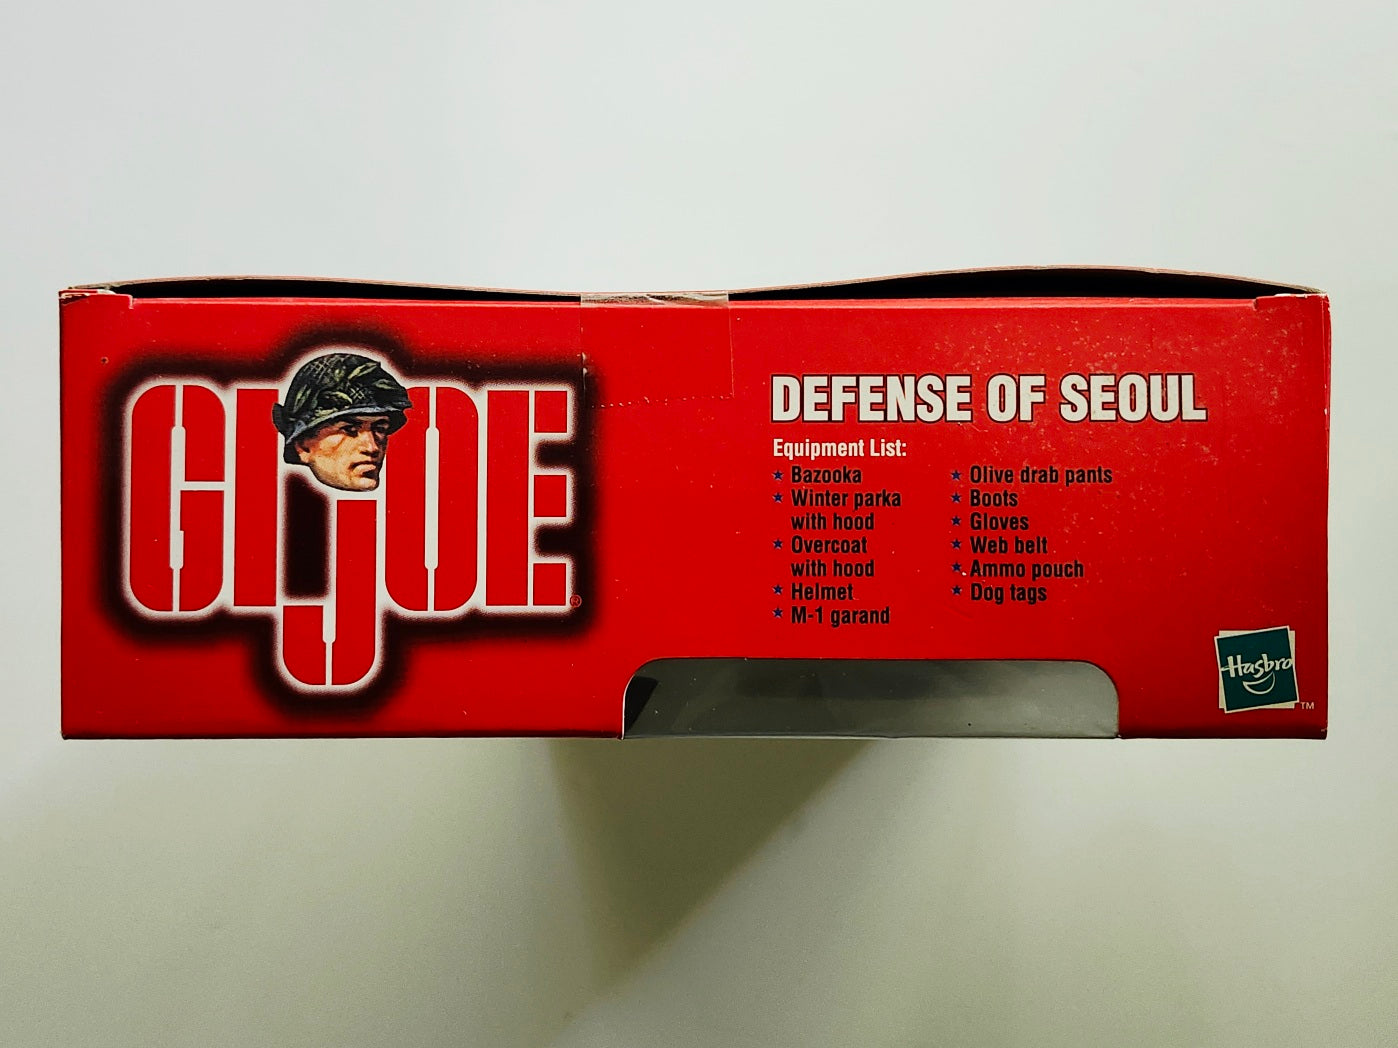 GI JOE
®
DEFENSE OF SEOUL
Equipment List:
★ Bazooka
★ Winter parka
with hood
★ Overcoat
with hood
★ Helmet
★ M-1 garand
★ Olive drab pants
★ Boots
★ Gloves
★ Web belt
★ Ammo pouch
★ Dog tags
Hasbro
TM